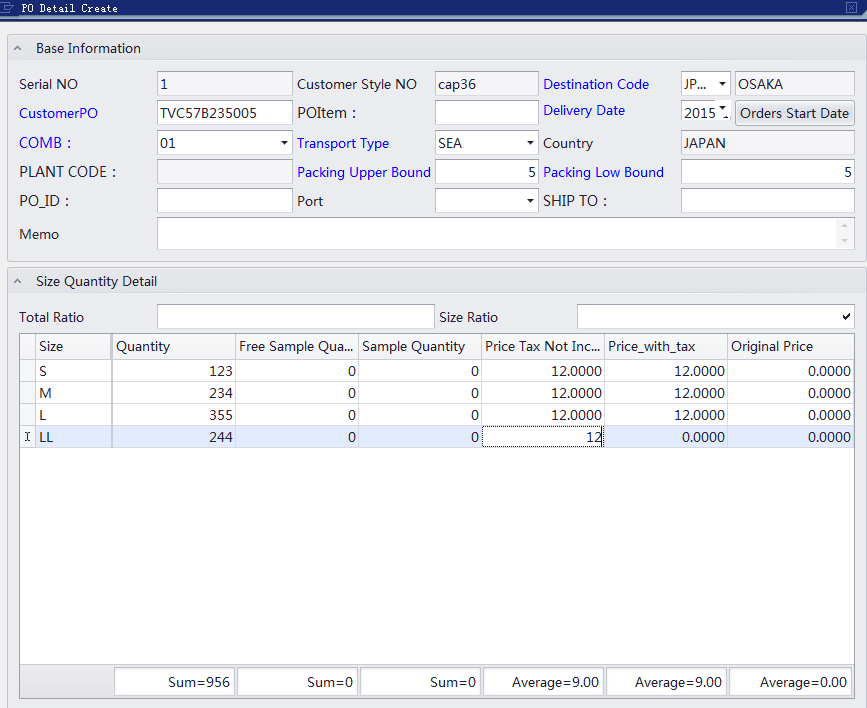 PO Detail Create
Base Information
Serial NO 1 Customer Style NO cap36 Destination Code JP... OSAKA
CustomerPO TVC57B235005 POItem : Delivery Date 2015 Orders Start Date
COMB : 01 Transport Type SEA Country JAPAN
PLANT CODE : Packing Upper Bound 5 Packing Low Bound 5
PO_ID : Port SHIP TO :
Memo
Size Quantity Detail
Total Ratio Size Ratio
Size Quantity Free Sample Qua... Sample Quantity Price Tax Not Inc... Price_with_tax Original Price
S 123 0 0 12.0000 12.0000 0.0000
M 234 0 0 12.0000 12.0000 0.0000
L 355 0 0 12.0000 12.0000 0.0000
LL 244 0 0 12 0.0000 0.0000
Sum=956 Sum=0 Sum=0 Average=9.00 Average=9.00 Average=0.00